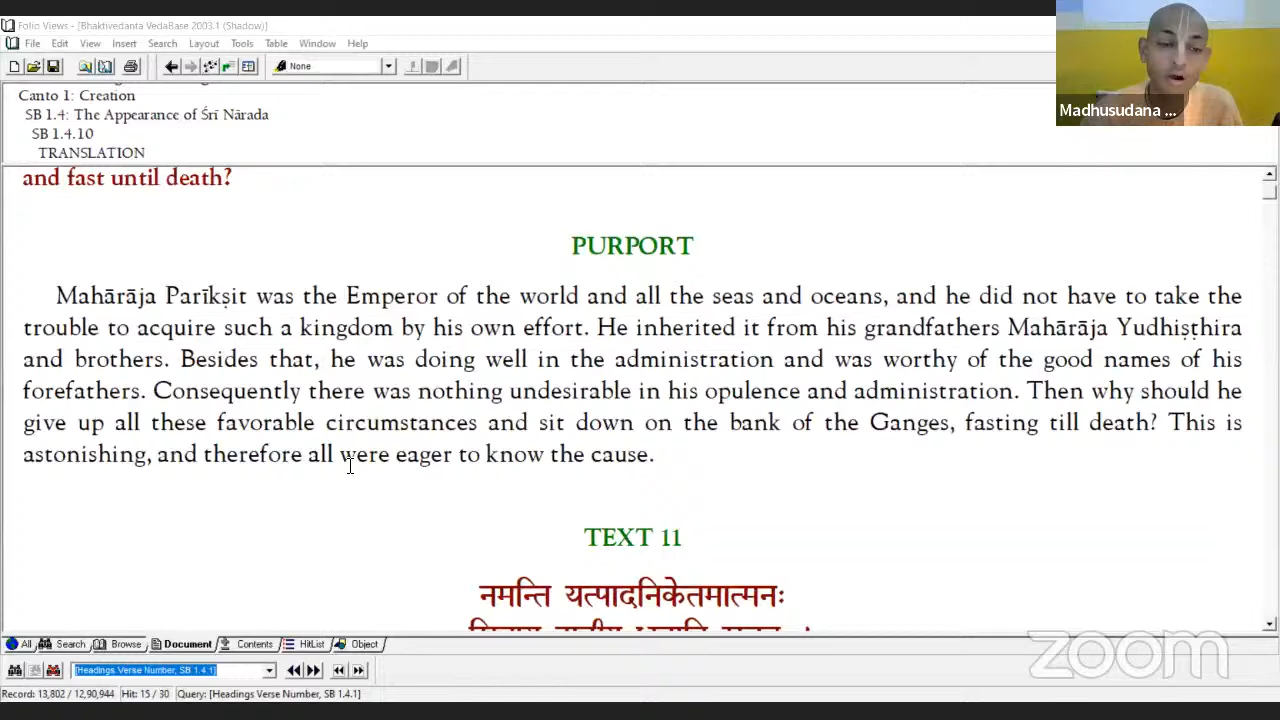 Folio Views - [Bhaktivedanta VedaBase 2003.1 (Shadow)]
File Edit View Insert Search Layout Tools Table Window Help
None
Canto 1: Creation
SB 1.4: The Appearance of Śrī Nārada
SB 1.4.10
TRANSLATION
Madhusudana ...
and fast until death?
PURPORT
Mahārāja Parīkṣit was the Emperor of the world and all the seas and oceans, and he did not have to take the
trouble to acquire such a kingdom by his own effort. He inherited it from his grandfathers Mahārāja Yudhiṣṭhira
and brothers. Besides that, he was doing well in the administration and was worthy of the good names of his
forefathers. Consequently there was nothing undesirable in his opulence and administration. Then why should he
give up all these favorable circumstances and sit down on the bank of the Ganges, fasting till death? This is
astonishing, and therefore all were eager to know the cause.
TEXT 11
नमन्ति यत्पादनिकेतमात्मनः
All Search Browse Document Contents HitList Object
[Headings Verse Number, SB 1.4.1]
Record: 13,802 / 12,90,944 Hit: 15 / 30 Query: [Headings Verse Number, SB 1.4.1]
zoom